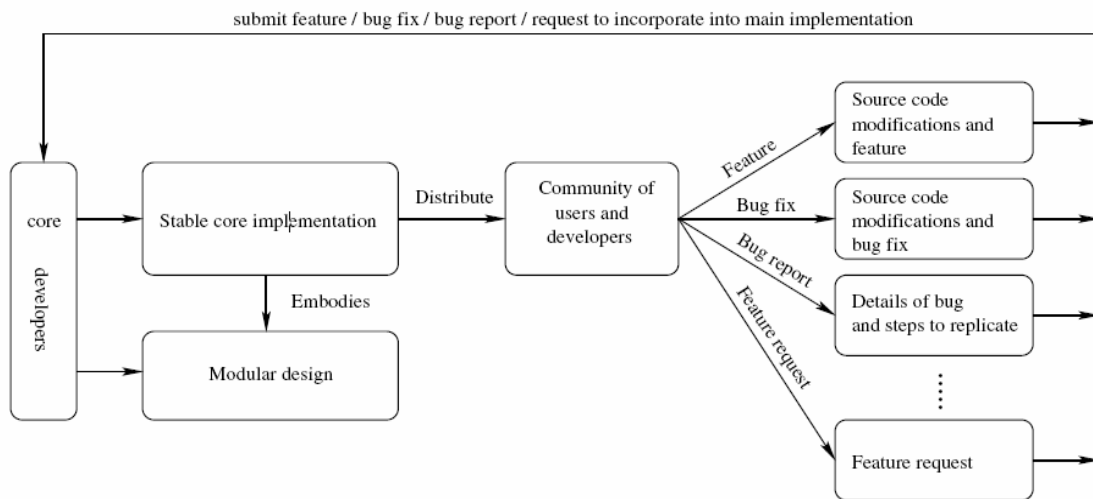 submit feature / bug fix / bug report / request to incorporate into main implementation
core
developers
Stable core implementation
Embodies
Modular design
Distribute
Community of
users and
developers
Feature
Bug fix
Bug report
Feature request
Source code
modifications and
feature
Source code
modifications and
bug fix
Details of bug
and steps to replicate
Feature request